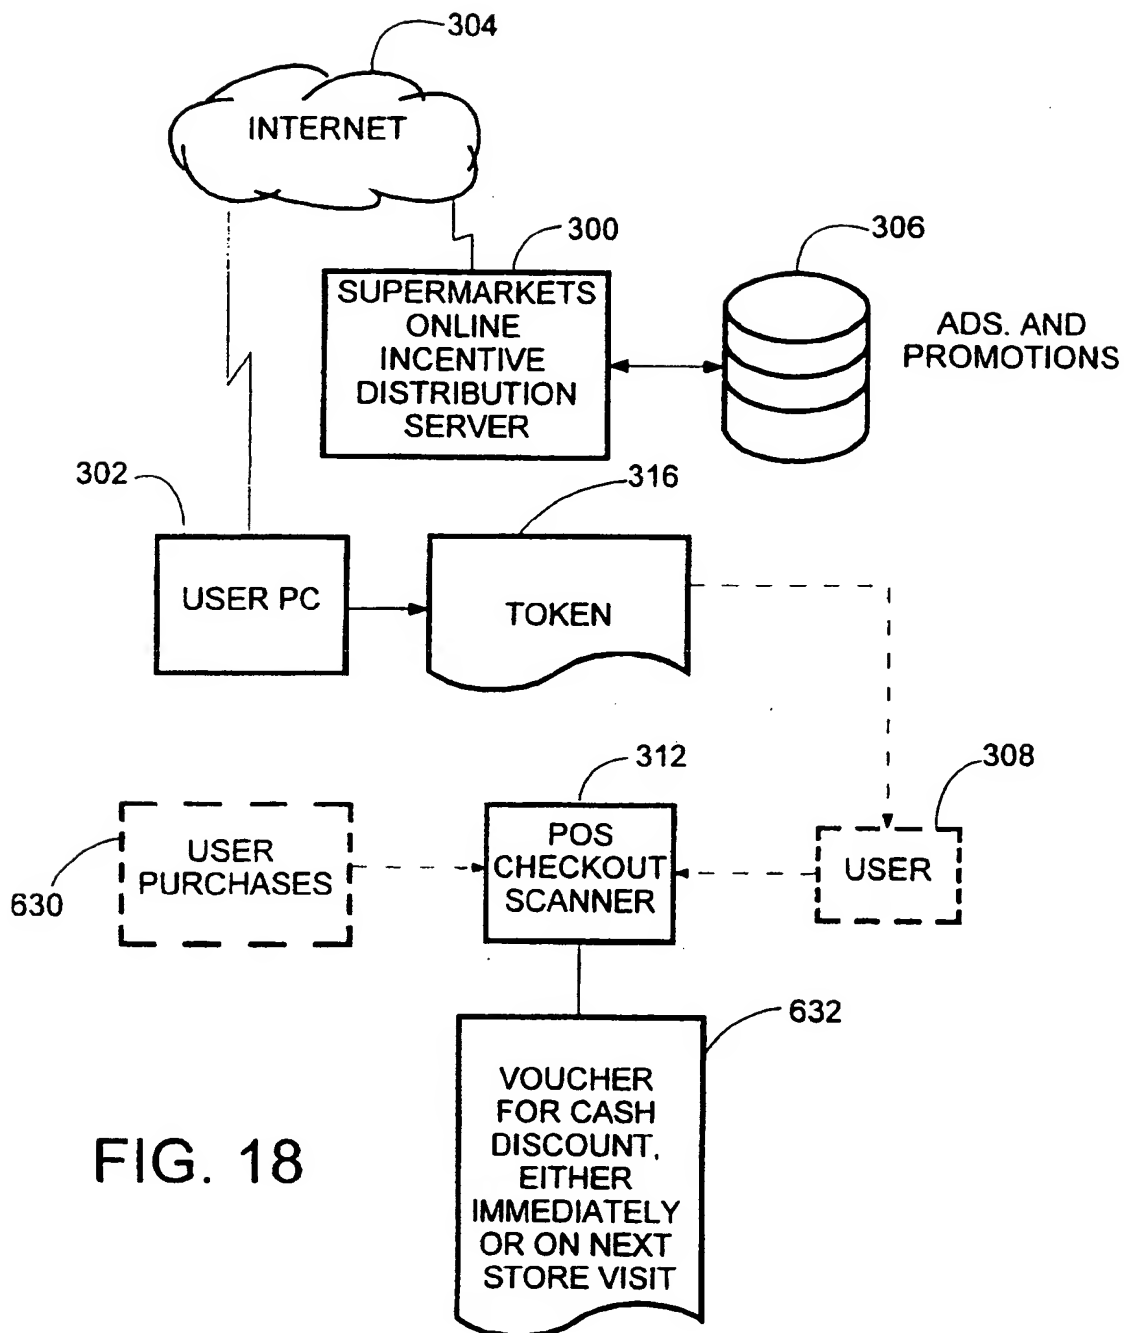 304
INTERNET
300
306
SUPERMARKETS
ONLINE
INCENTIVE
DISTRIBUTION
SERVER
ADS. AND
PROMOTIONS
302
316
USER PC
TOKEN
312
308
USER
PURCHASES
POS
CHECKOUT
SCANNER
USER
630
632
VOUCHER
FOR CASH
DISCOUNT,
EITHER
IMMEDIATELY
OR ON NEXT
STORE VISIT
FIG. 18